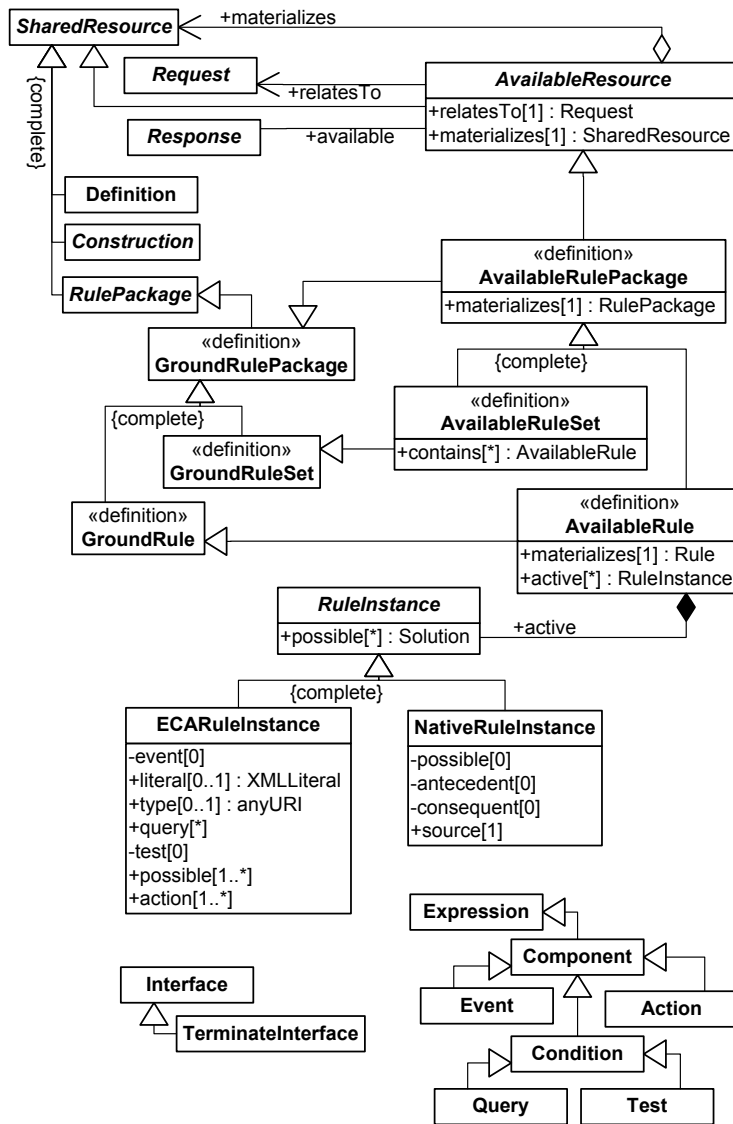 SharedResource
+materializes
{complete}
Request
+relatesTo
AvailableResource
+relatesTo[1] : Request
+materializes[1] : SharedResource
Response
+available
Definition
Construction
RulePackage
«definition»
AvailableRulePackage
+materializes[1] : RulePackage
«definition»
GroundRulePackage
{complete}
{complete}
«definition»
AvailableRuleSet
+contains[*] : AvailableRule
«definition»
GroundRuleSet
«definition»
GroundRule
«definition»
AvailableRule
+materializes[1] : Rule
+active[*] : RuleInstance
RuleInstance
+possible[*] : Solution
+active
{complete}
ECARuleInstance
-event[0]
+literal[0..1] : XMLLiteral
+type[0..1] : anyURI
+query[*]
-test[0]
+possible[1..*]
+action[1..*]
NativeRuleInstance
-possible[0]
-antecedent[0]
-consequent[0]
+source[1]
Expression
Component
Event
Action
Condition
Query
Test
Interface
TerminateInterface